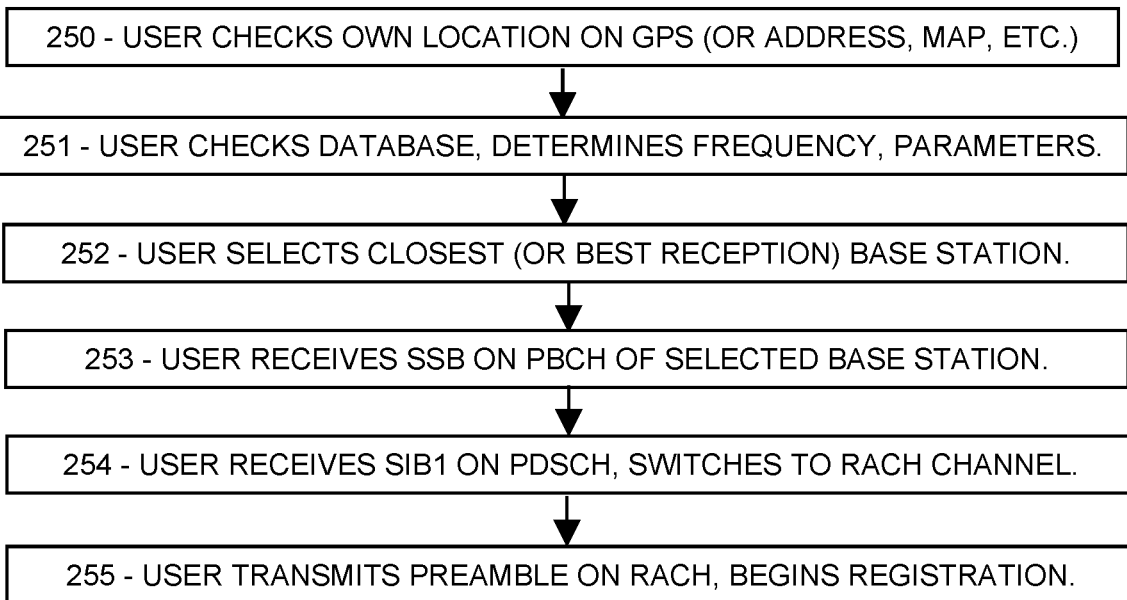 250 - USER CHECKS OWN LOCATION ON GPS (OR ADDRESS, MAP, ETC.)
251 - USER CHECKS DATABASE, DETERMINES FREQUENCY, PARAMETERS.
252 - USER SELECTS CLOSEST (OR BEST RECEPTION) BASE STATION.
253 - USER RECEIVES SSB ON PBCH OF SELECTED BASE STATION.
254 - USER RECEIVES SIB1 ON PDSCH, SWITCHES TO RACH CHANNEL.
255 - USER TRANSMITS PREAMBLE ON RACH, BEGINS REGISTRATION.